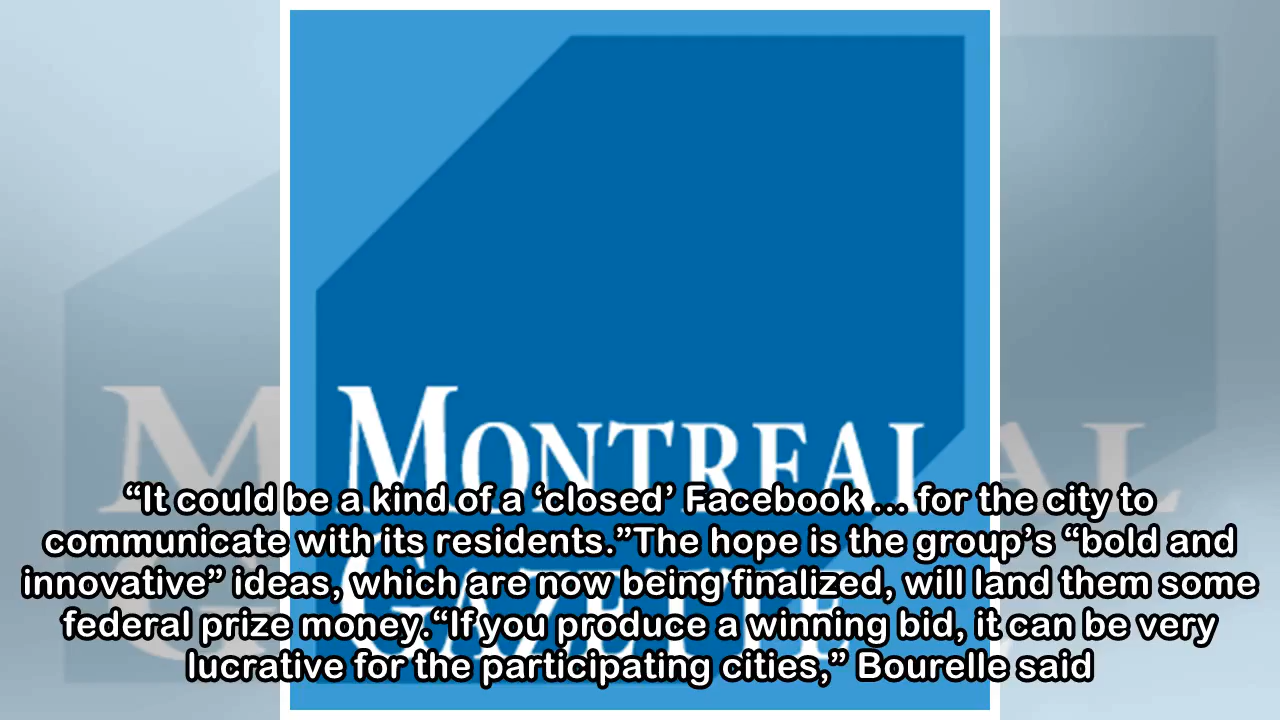 MONTREAL
GAZETTE
“It could be a kind of a ‘closed’ Facebook ... for the city to
communicate with its residents.”The hope is the group’s “bold and
innovative” ideas, which are now being finalized, will land them some
federal prize money.“If you produce a winning bid, it can be very
lucrative for the participating cities,” Bourelle said